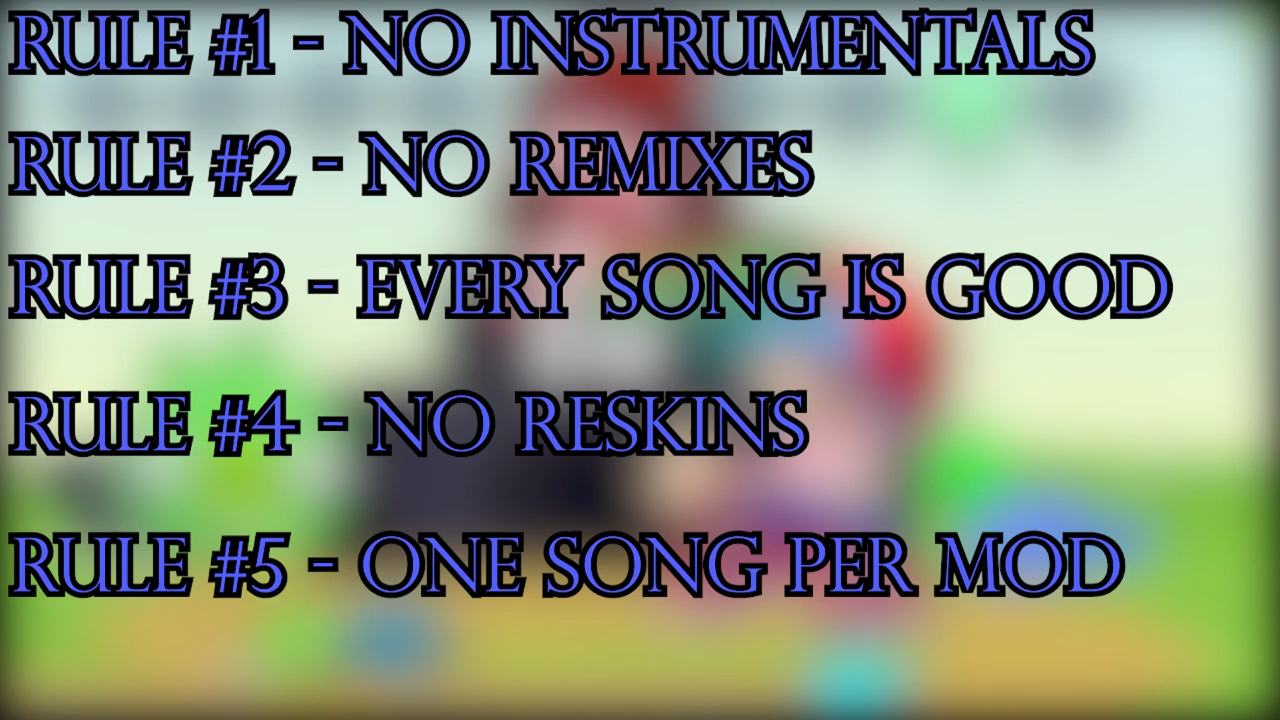 RULE #1 - NO INSTRUMENTALS
RULE #2 - NO REMIXES
RULE #3 - EVERY SONG IS GOOD
RULE #4 - NO RESKINS
RULE #5 - ONE SONG PER MOD